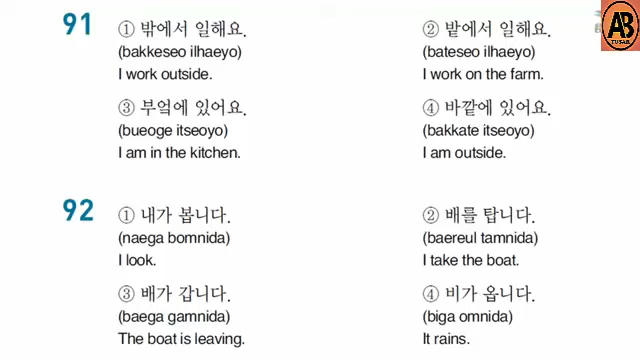 91
① 밖에서 일해요.
(bakkeseo ilhaeyo)
I work outside.
② 밭에서 일해요.
(bateseo ilhaeyo)
I work on the farm.
③ 부엌에 있어요.
(bueoge itseoyo)
I am in the kitchen.
④ 바깥에 있어요.
(bakkate itseoyo)
I am outside.
92
① 내가 봅니다.
(naega bomnida)
I look.
② 배를 탑니다.
(baereul tamnida)
I take the boat.
③ 배가 갑니다.
(baega gamnida)
The boat is leaving.
④ 비가 옵니다.
(biga omnida)
It rains.
AB
TUSAR